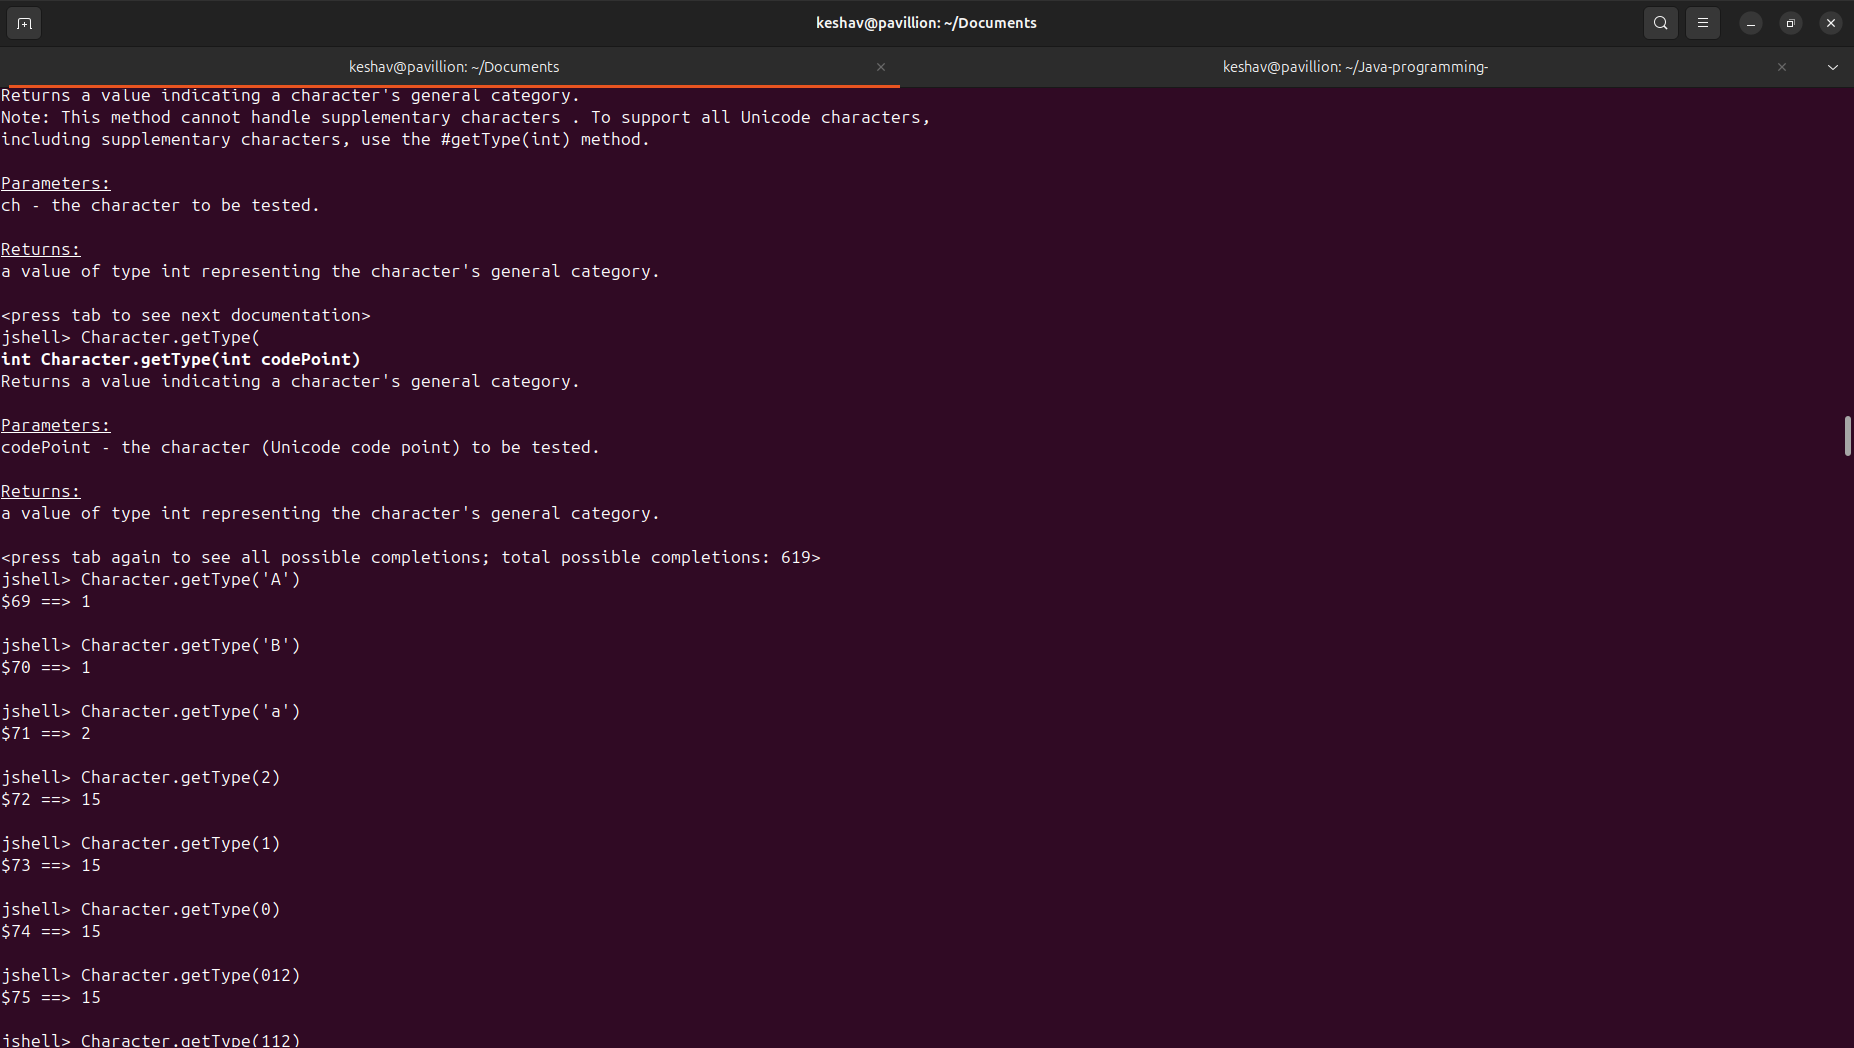 keshav@pavillion: ~/Documents
keshav@pavillion: ~/Documents
keshav@pavillion: ~/Java-programming-
Returns a value indicating a character's general category.
Note: This method cannot handle supplementary characters . To support all Unicode characters,
including supplementary characters, use the #getType(int) method.
Parameters:
ch - the character to be tested.
Returns:
a value of type int representing the character's general category.
<press tab to see next documentation>
jshell> Character.getType(
int Character.getType(int codePoint)
Returns a value indicating a character's general category.
Parameters:
codePoint - the character (Unicode code point) to be tested.
Returns:
a value of type int representing the character's general category.
<press tab again to see all possible completions; total possible completions: 619>
jshell> Character.getType('A')
$69 ==> 1
jshell> Character.getType('B')
$70 ==> 1
jshell> Character.getType('a')
$71 ==> 2
jshell> Character.getType(2)
$72 ==> 15
jshell> Character.getType(1)
$73 ==> 15
jshell> Character.getType(0)
$74 ==> 15
jshell> Character.getType(012)
$75 ==> 15
jshell> Character.getType(112)